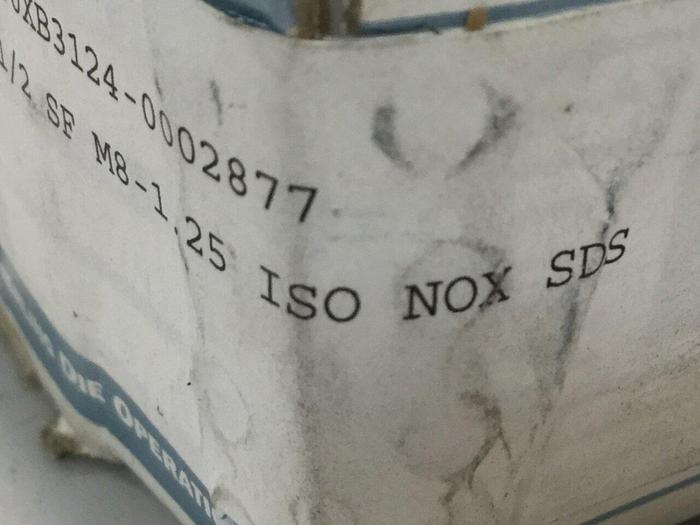 XB3124-0002877
1/2 SF M8-1.25 ISO NOX SDS
DIE OPERATI